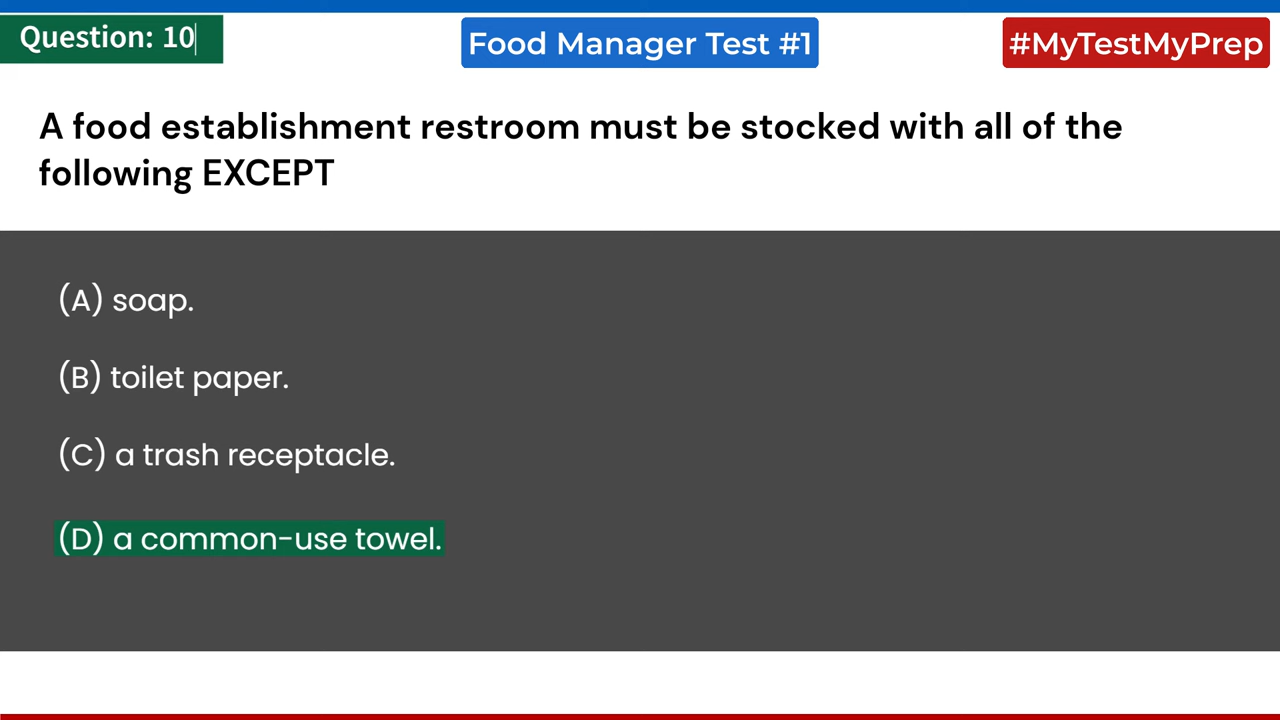 Question: 10
Food Manager Test #1
#MyTestMyPrep
A food establishment restroom must be stocked with all of the
following EXCEPT
(A) soap.
(B) toilet paper.
(C) a trash receptacle.
(D) a common-use towel.